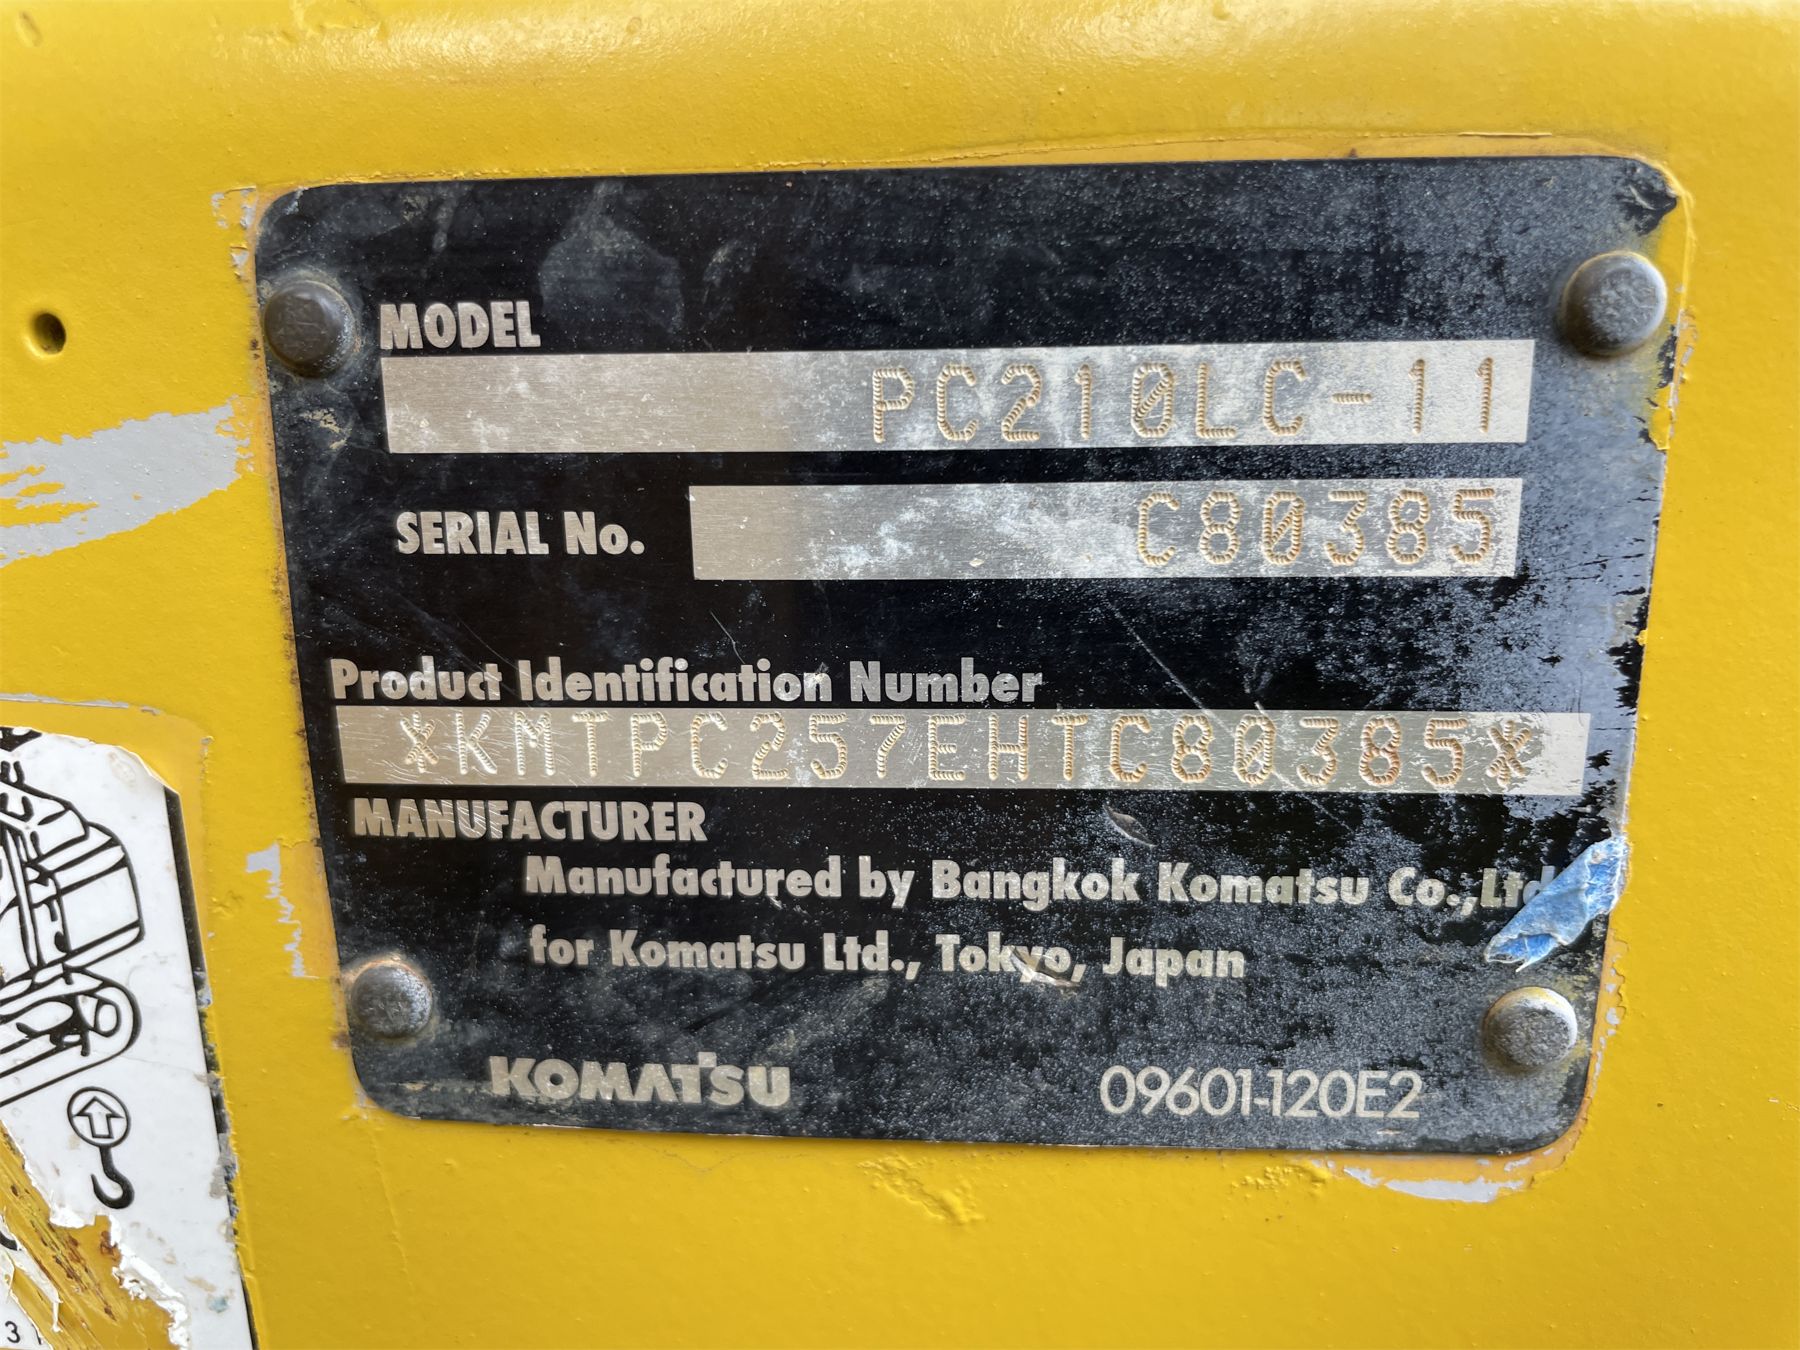 MODEL
PC210LC-11
SERIAL No.
C80385
Product Identification Number
*KMTPC257EHTC80385*
MANUFACTURER
Manufactured by Bangkok Komatsu Co.,Ltd
for Komatsu Ltd., Tokyo, Japan
KOMATSU
09601-120E2